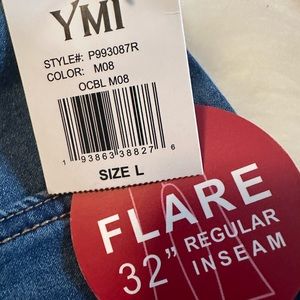 YMI
STYLE#: P993087R
COLOR: M08
OCBL M08
1 93863 38827 6
SIZE L
FLARE
32" REGULAR
INSEAM